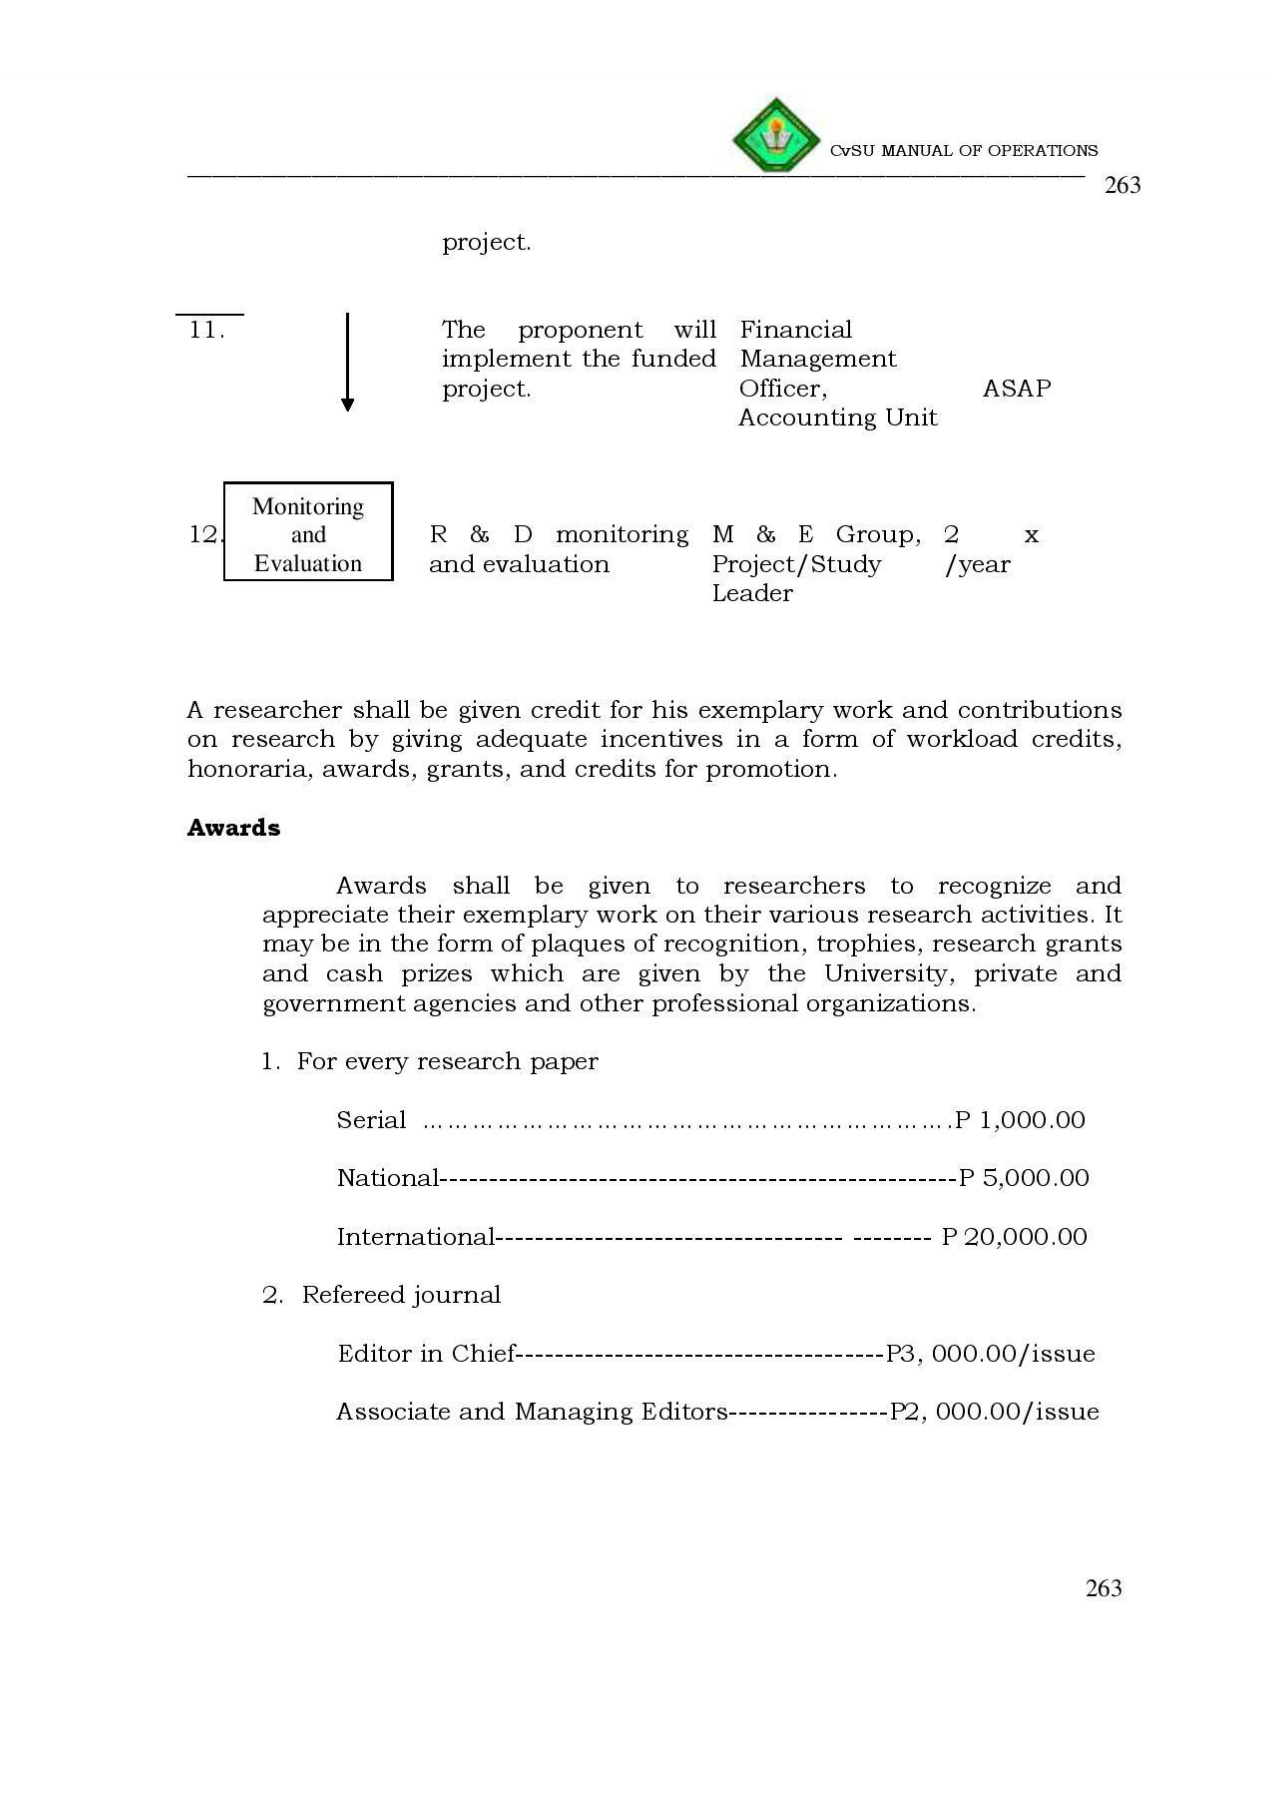 CvSU MANUAL OF OPERATIONS
263
project.
11. The proponent will Financial
implement the funded Management
project. Officer, ASAP
Accounting Unit
Monitoring
12. and R & D monitoring M & E Group, 2 x
Evaluation and evaluation Project/Study /year
Leader
A researcher shall be given credit for his exemplary work and contributions
on research by giving adequate incentives in a form of workload credits,
honoraria, awards, grants, and credits for promotion.
Awards
Awards shall be given to researchers to recognize and
appreciate their exemplary work on their various research activities. It
may be in the form of plaques of recognition, trophies, research grants
and cash prizes which are given by the University, private and
government agencies and other professional organizations.
1. For every research paper
Serial ……………………………………………………….P 1,000.00
National----------------------------------------------------P 5,000.00
International----------------------------------- -------- P 20,000.00
2. Refereed journal
Editor in Chief-------------------------------------P3, 000.00/issue
Associate and Managing Editors----------------P2, 000.00/issue
263